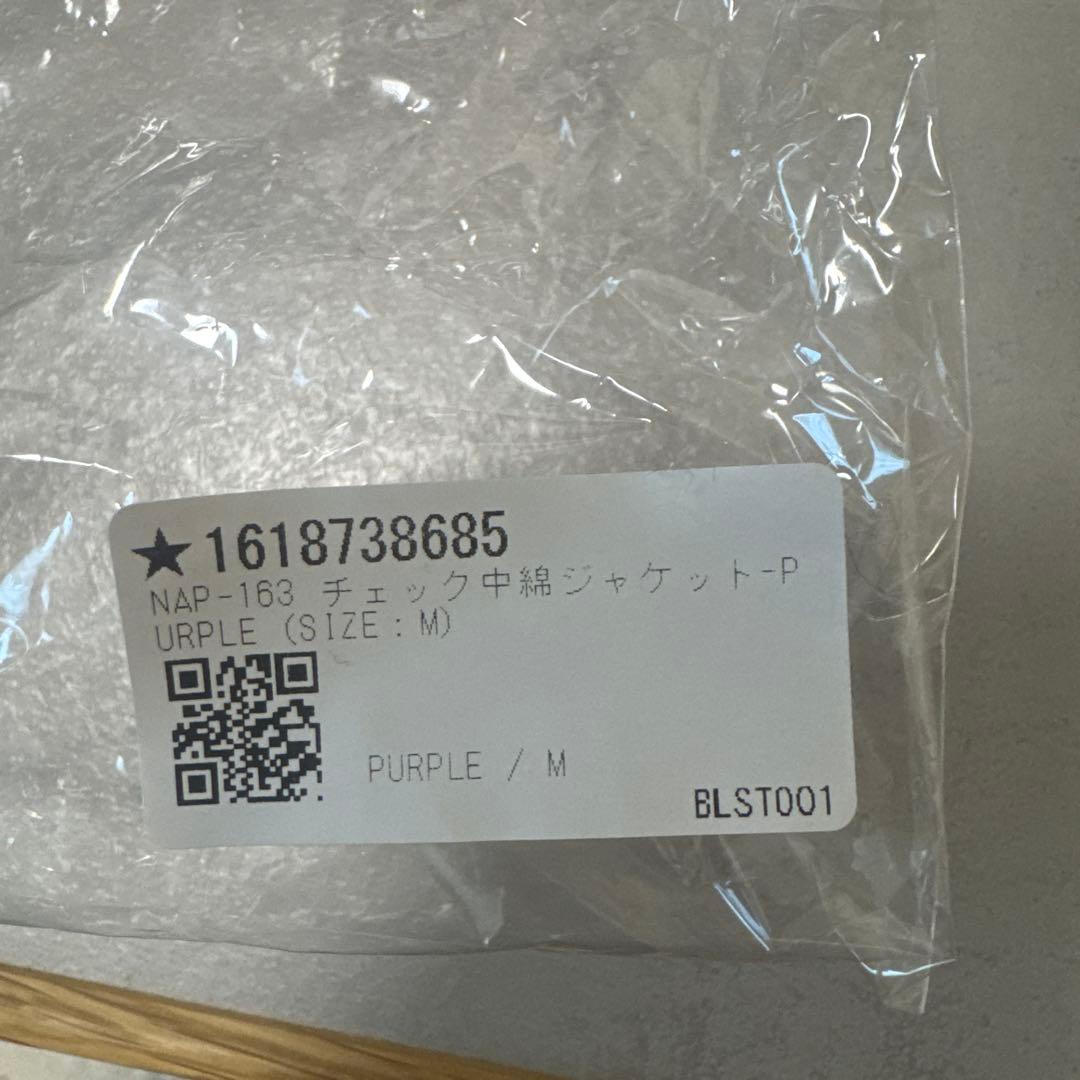 ★1618738685
NAP-163 チェック中綿ジャケット-P
URPLE (SIZE:M)
PURPLE / M
BLST001